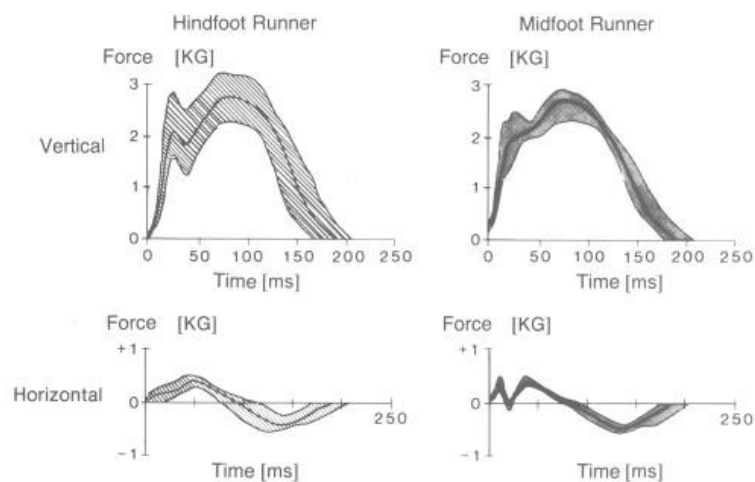 Hindfoot Runner
Midfoot Runner
Force [KG]
Force [KG]
3
2
1
0
Vertical
0 50 100 150 200 250
Time [ms]
3
2
1
0
0 50 100 150 200 250
Time [ms]
Force [KG]
Force [KG]
+1
0
-1
Horizontal
250
Time [ms]
+1
0
-1
250
Time [ms]